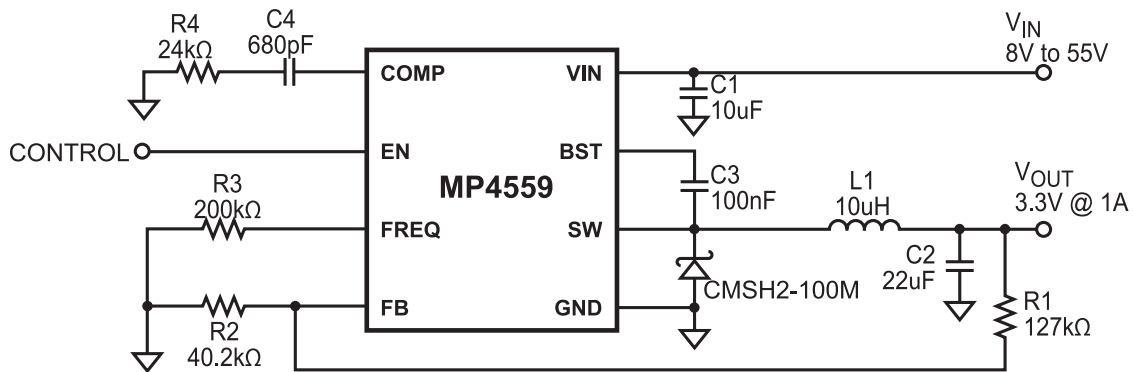 R4
24kΩ
C4
680pF
COMP
VIN
V_IN
8V to 55V
C1
10uF
CONTROL
EN
BST
MP4559
C3
100nF
R3
200kΩ
FREQ
SW
L1
10uH
V_OUT
3.3V @ 1A
C2
22uF
R2
40.2kΩ
FB
GND
CMSH2-100M
R1
127kΩ